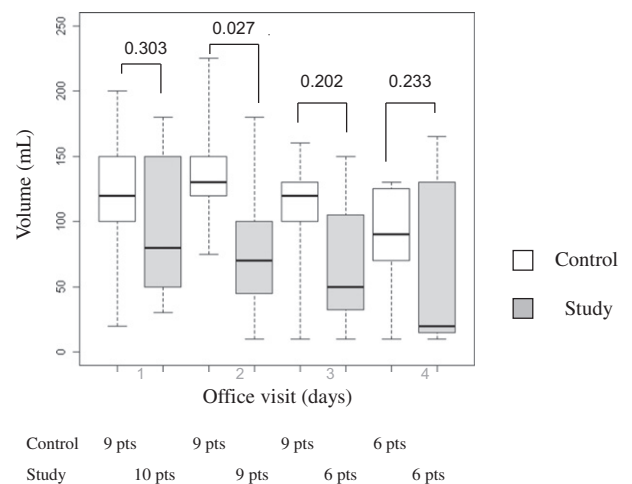 250
200
150
100
50
0
Volume (mL)
0.303
0.027
0.202
0.233
1 2 3 4
Office visit (days)
Control
Study
Control 9 pts 9 pts 9 pts 6 pts
Study 10 pts 9 pts 6 pts 6 pts